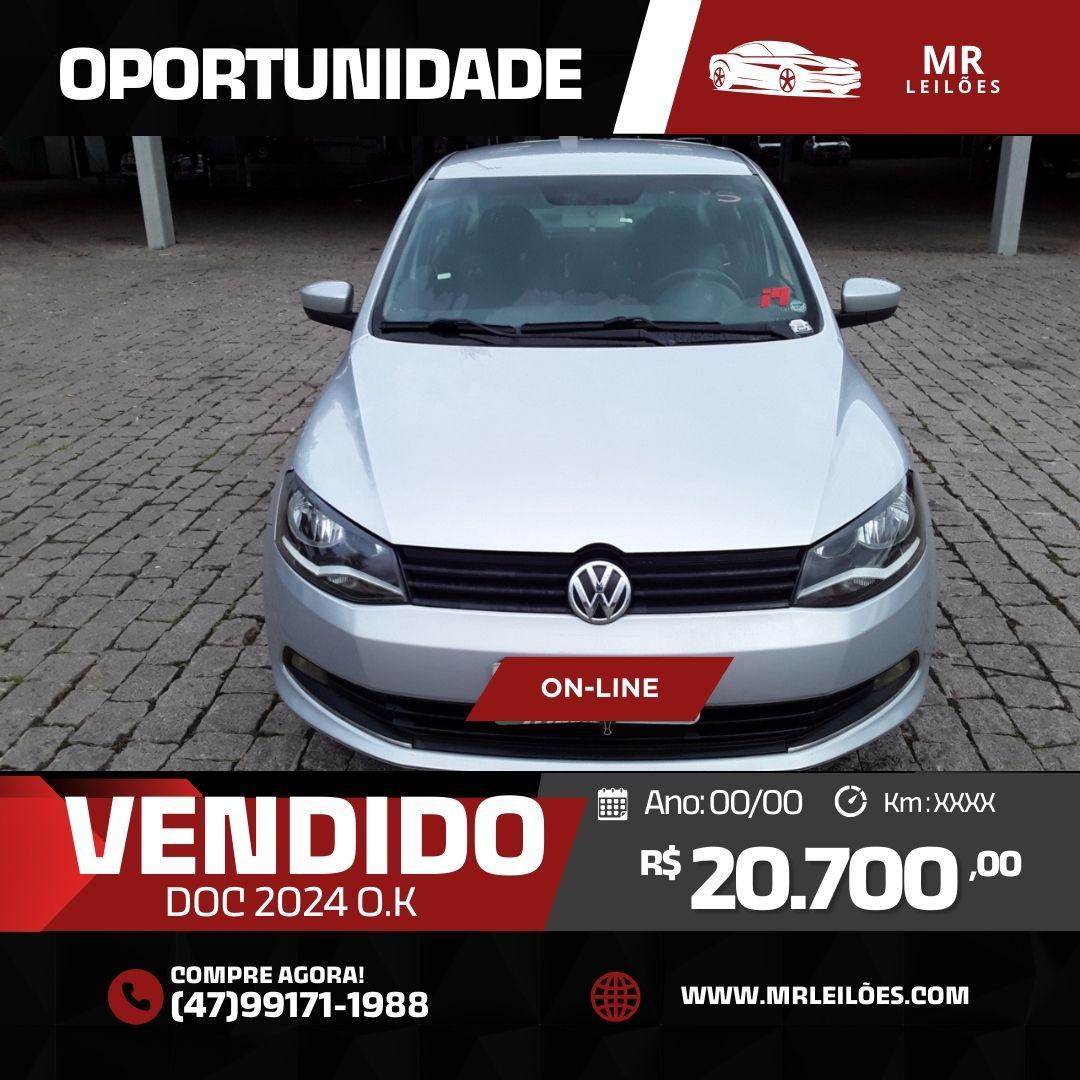 OPORTUNIDADE
MR
LEILÕES
S
ON-LINE
VENDIDO
DOC 2024 O.K
Ano: 00/00
Km: XXXX
R$ 20.700,00
COMPRE AGORA!
(47)99171-1988
WWW.MRLEILÕES.COM